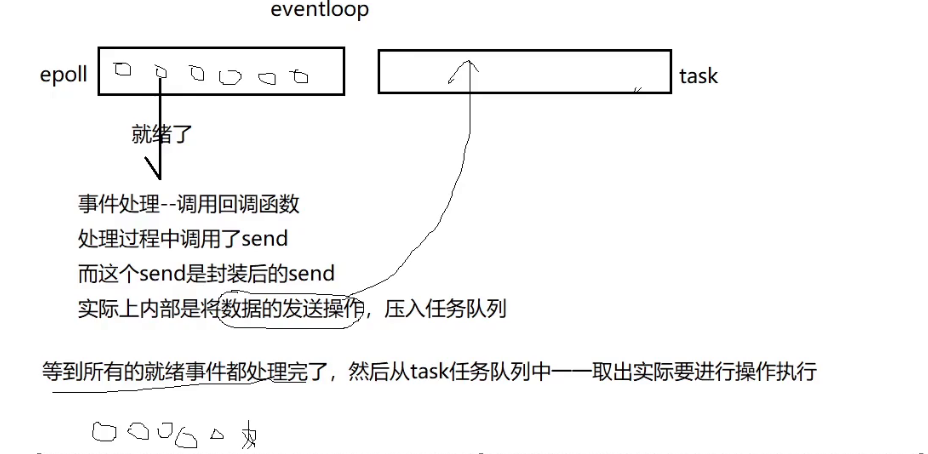 eventloop
epoll
task
就绪了
事件处理--调用回调函数
处理过程中调用了send
而这个send是封装后的send
实际上内部是将数据的发送操作，压入任务队列
等到所有的就绪事件都处理完了，然后从task任务队列中一一取出实际要进行操作执行